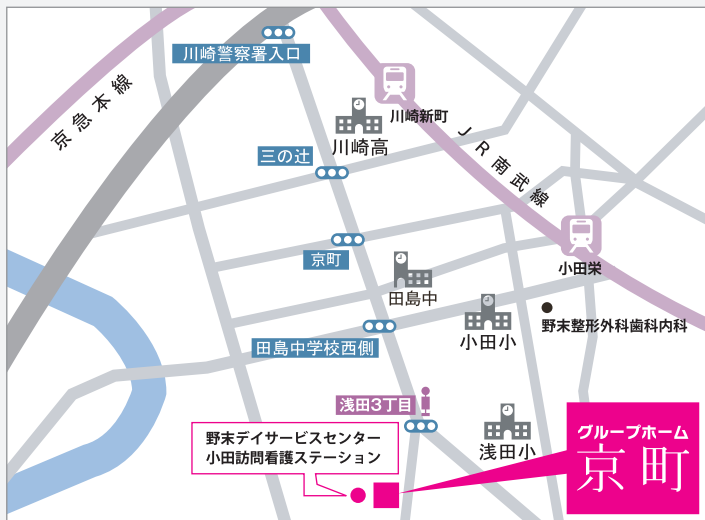 川崎警察署入口
京急本線
川崎新町
川崎高
JR南武線
三の辻
京町
小田栄
田島中
野末整形外科歯科内科
小田小
田島中学校西側
浅田3丁目
浅田小
野末デイサービスセンター
小田訪問看護ステーション
グループホーム
京町